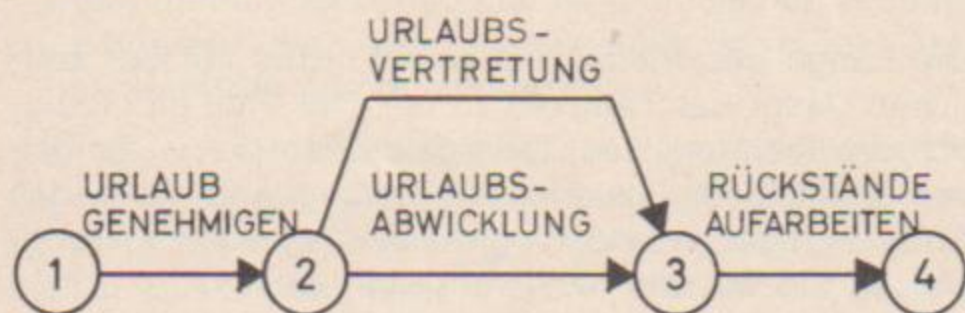 URLAUBS-
VERTRETUNG
URLAUB
GENEHMIGEN
URLAUBS-
ABWICKLUNG
RÜCKSTÄNDE
AUFARBEITEN
1
2
3
4